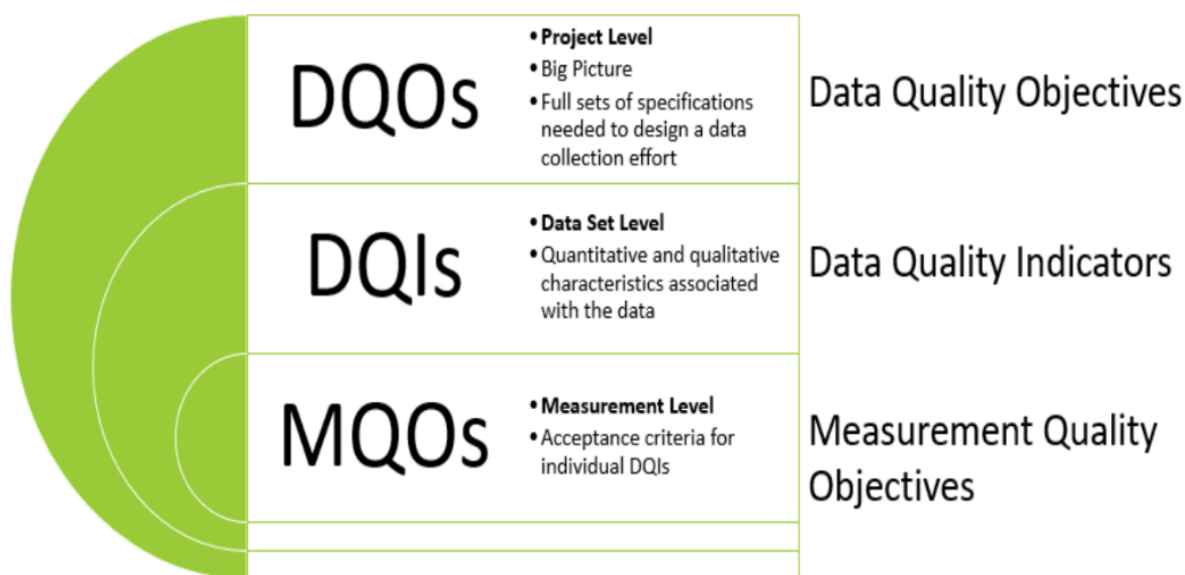 DQOs
• Project Level
• Big Picture
• Full sets of specifications
needed to design a data
collection effort
Data Quality Objectives
DQIs
• Data Set Level
• Quantitative and qualitative
characteristics associated
with the data
Data Quality Indicators
MQOs
• Measurement Level
• Acceptance criteria for
individual DQIs
Measurement Quality
Objectives